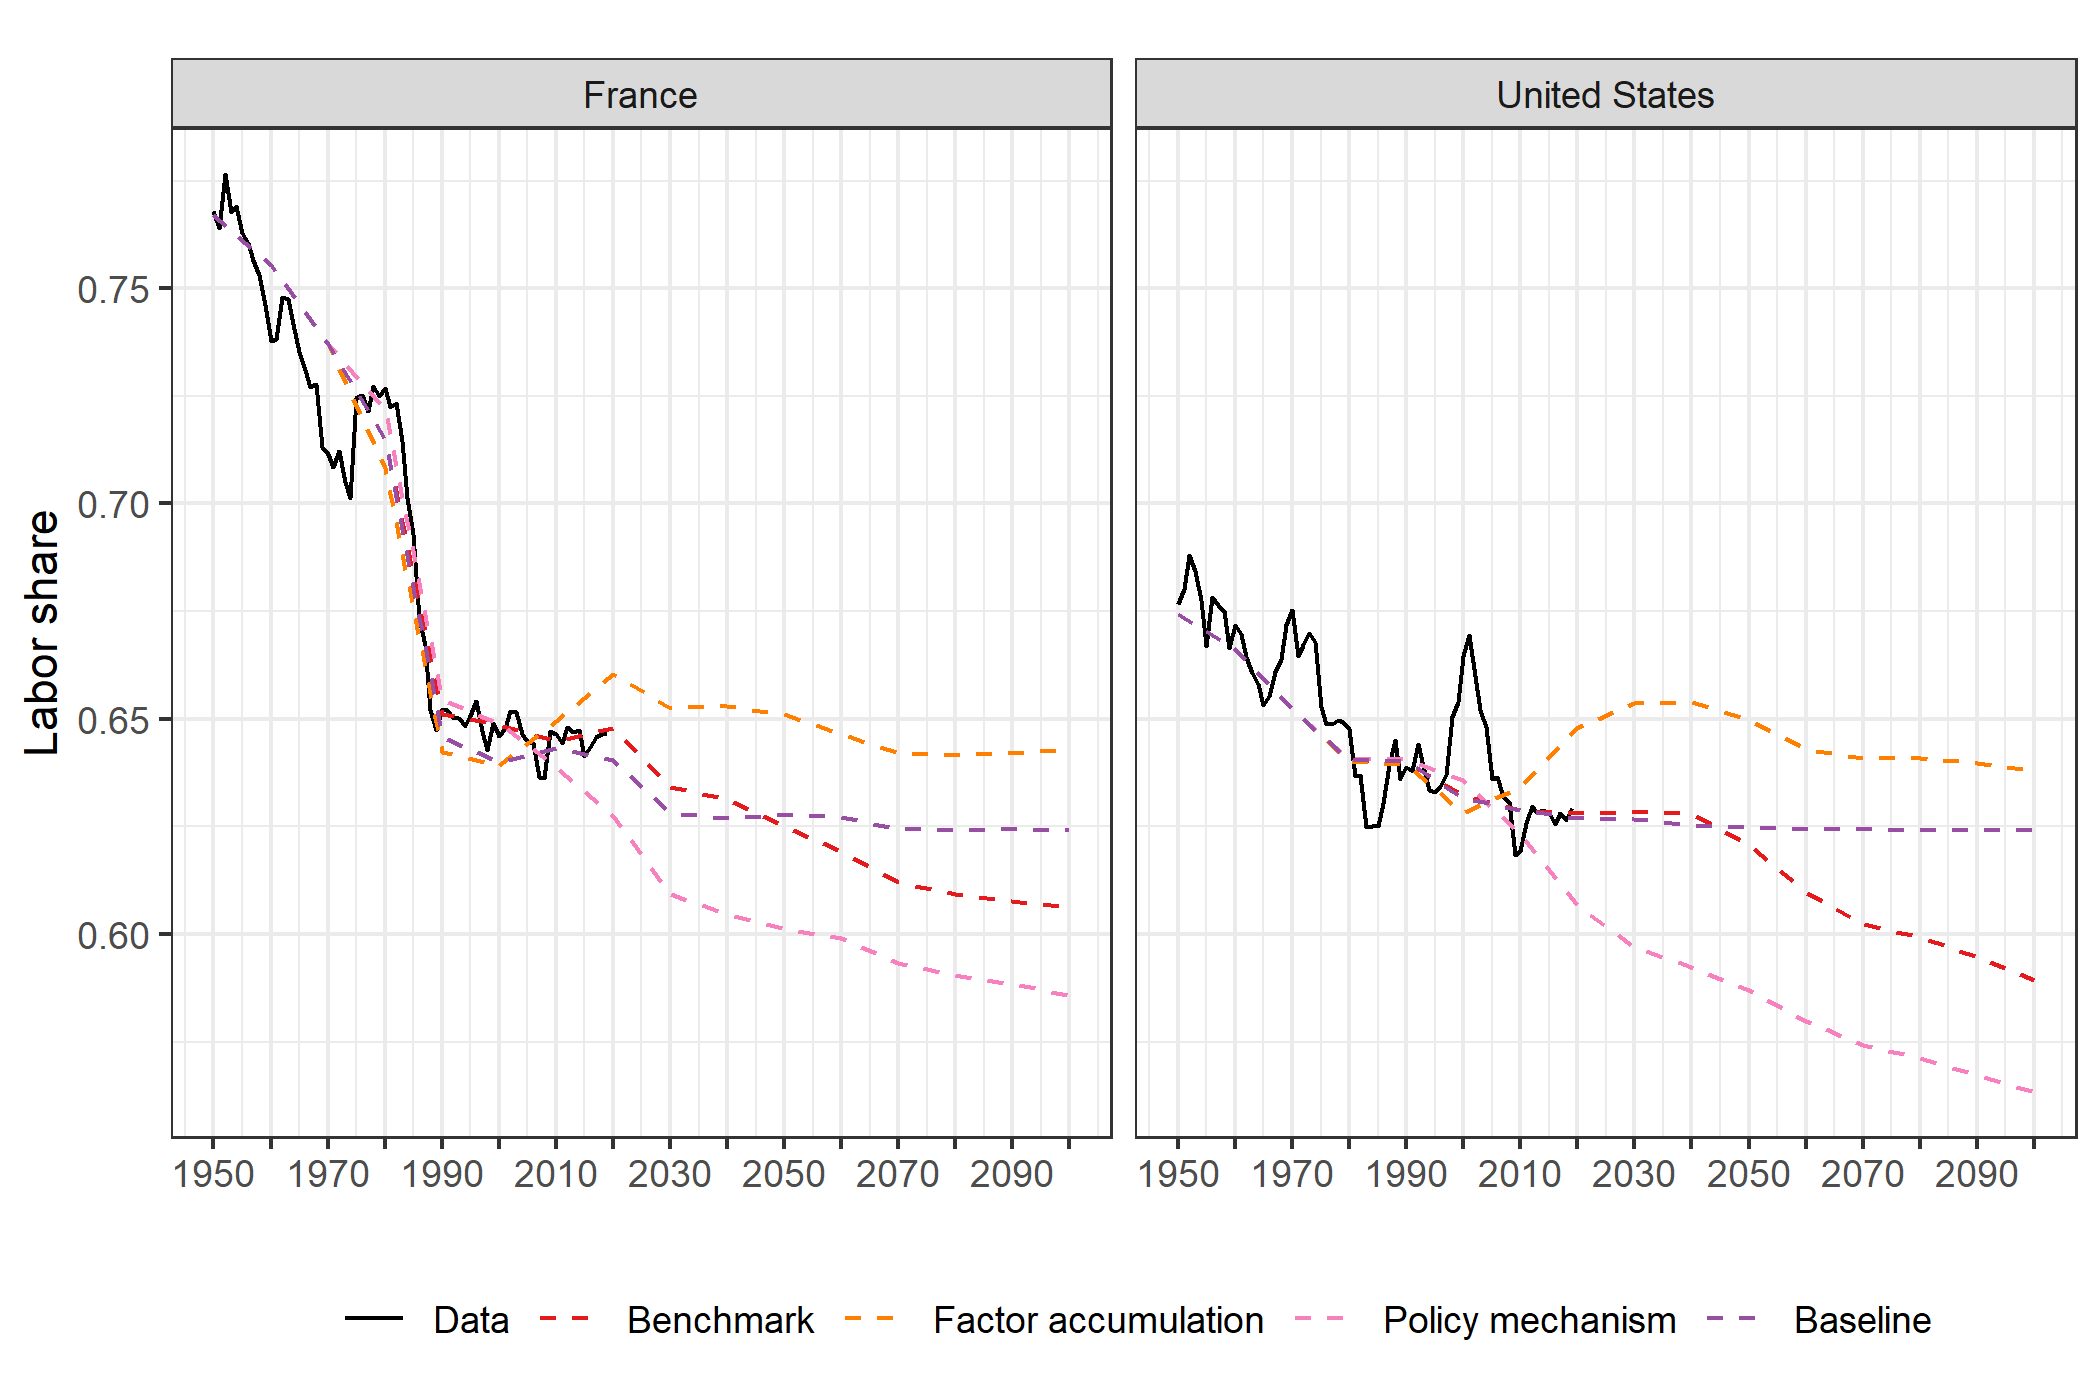 France
United States
Labor share
0.75
0.70
0.65
0.60
1950 1970 1990 2010 2030 2050 2070 2090
1950 1970 1990 2010 2030 2050 2070 2090
Data Benchmark Factor accumulation Policy mechanism Baseline